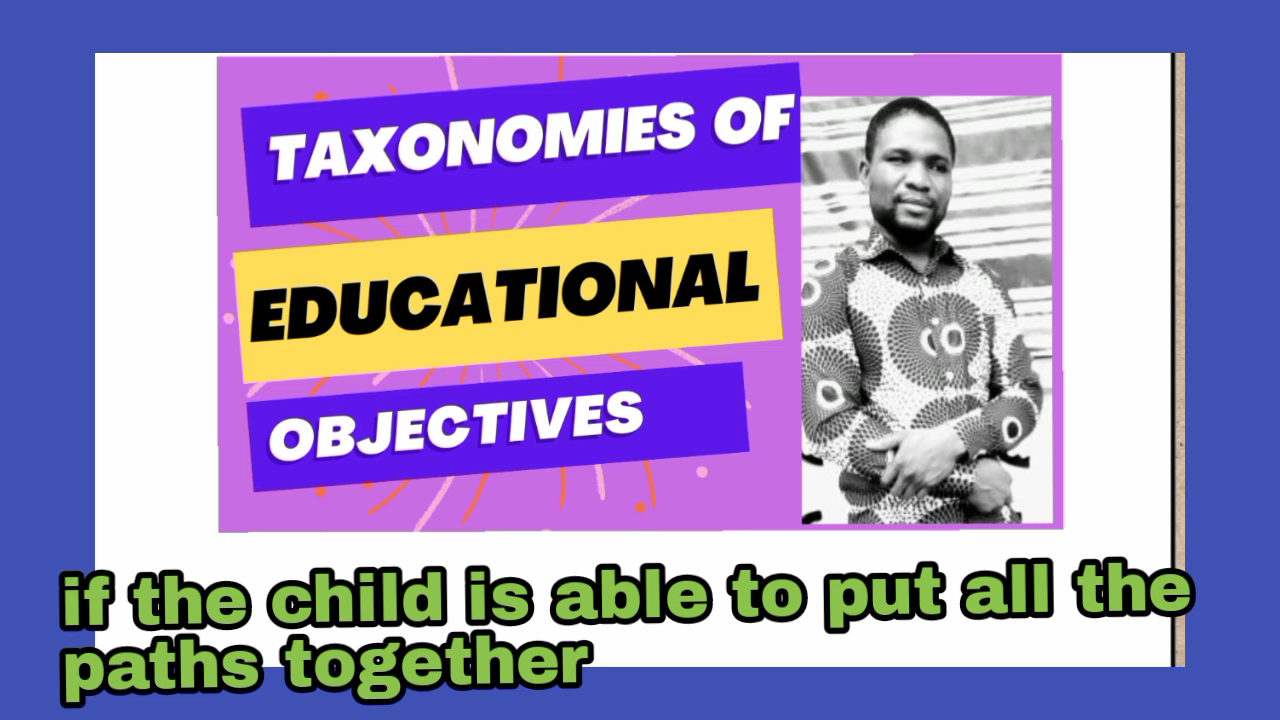 TAXONOMIES OF
EDUCATIONAL
OBJECTIVES
if the child is able to put all the
paths together